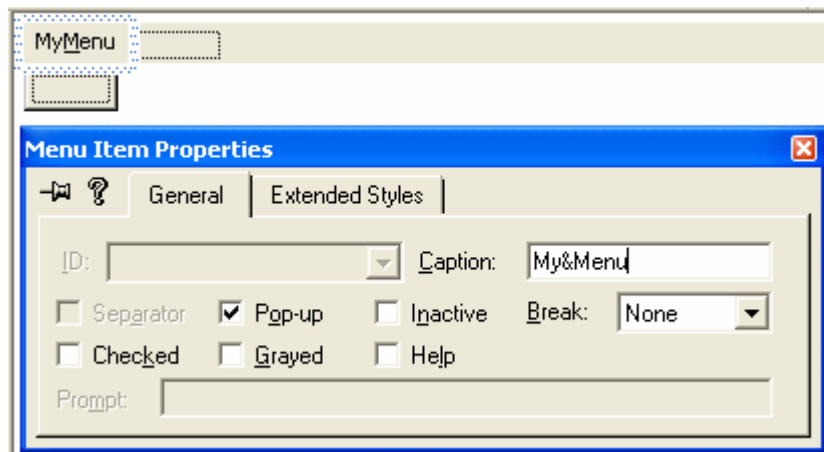 MyMenu
Menu Item Properties
? General Extended Styles
ID: Caption: My&Menu
Separator Pop-up Inactive Break: None
Checked Grayed Help
Prompt: